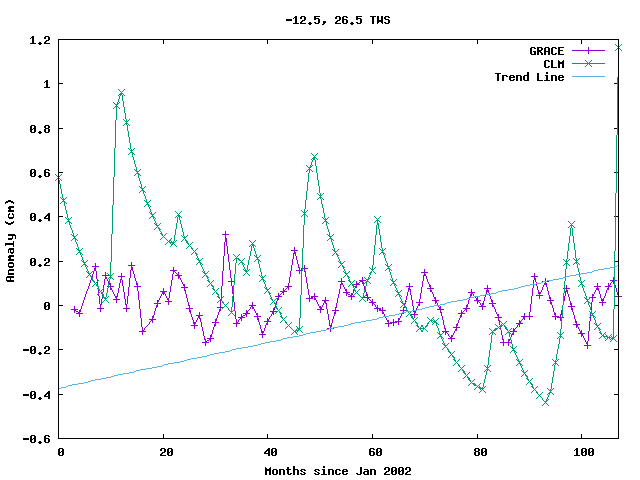 -12.5, 26.5 TWS
GRACE
CLM
Trend Line
Anomaly (cm)
1.2
1
0.8
0.6
0.4
0.2
0
-0.2
-0.4
-0.6
0 20 40 60 80 100
Months since Jan 2002